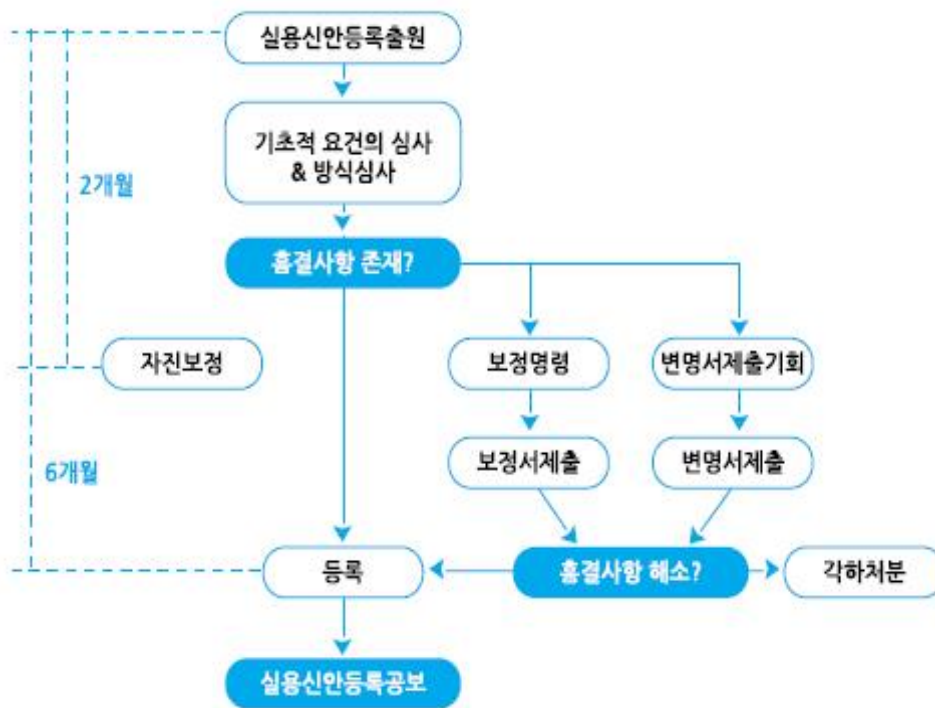 실용신안등록출원
기초적 요건의 심사
& 방식심사
2개월
흠결사항 존재?
자진보정
보정명령
변명서제출기회
6개월
보정서제출
변명서제출
등록
흠결사항 해소?
각하처분
실용신안등록공보